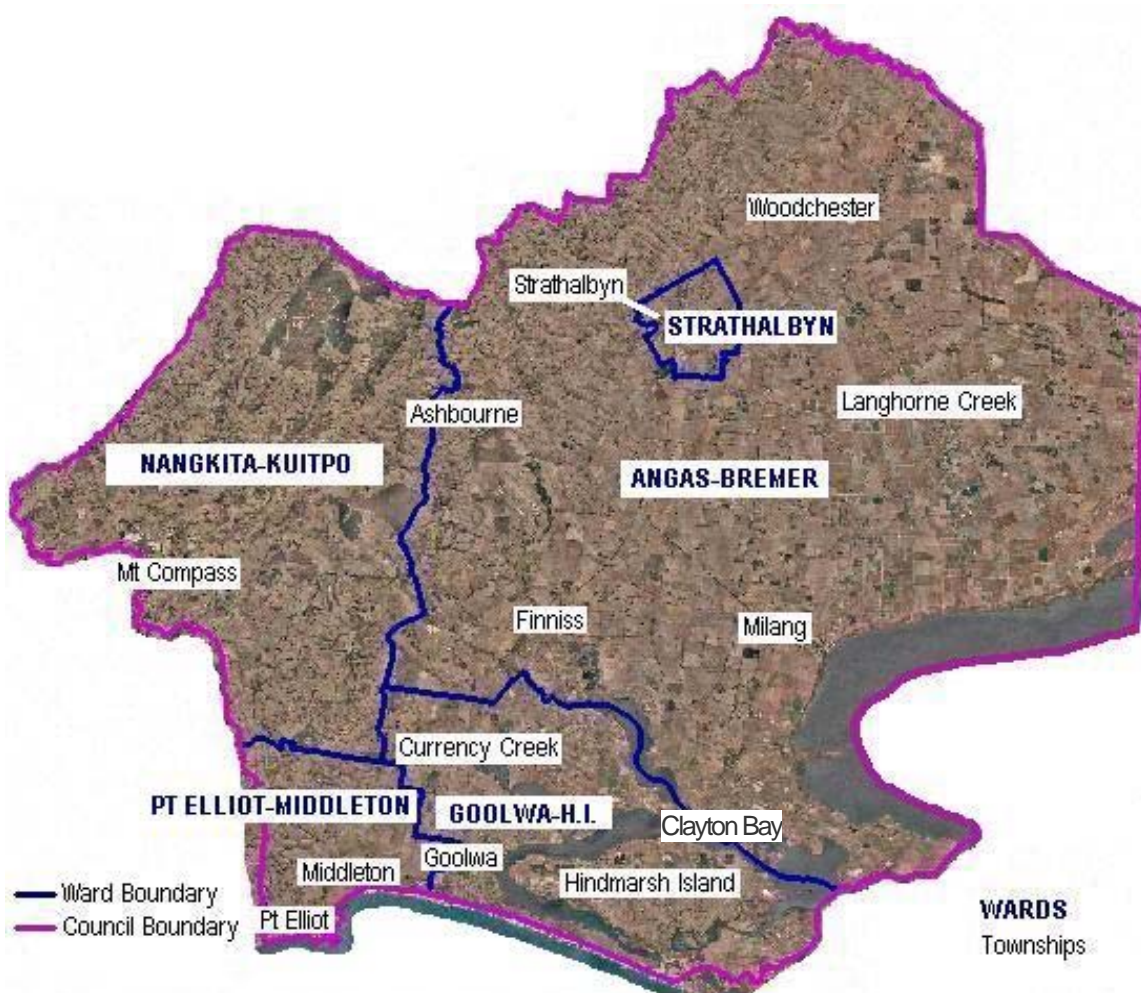 Woodchester
Strathalbyn
STRATHALBYN
Langhorne Creek
Ashbourne
NANGKITA-KUITPO
ANGAS-BREMER
Mt Compass
Finniss
Milang
Currency Creek
PT ELLIOT-MIDDLETON
GOOLWA-H.I.
Clayton Bay
Goolwa
Middleton
Hindmarsh Island
Ward Boundary
Council Boundary
Pt Elliot
WARDS
Townships